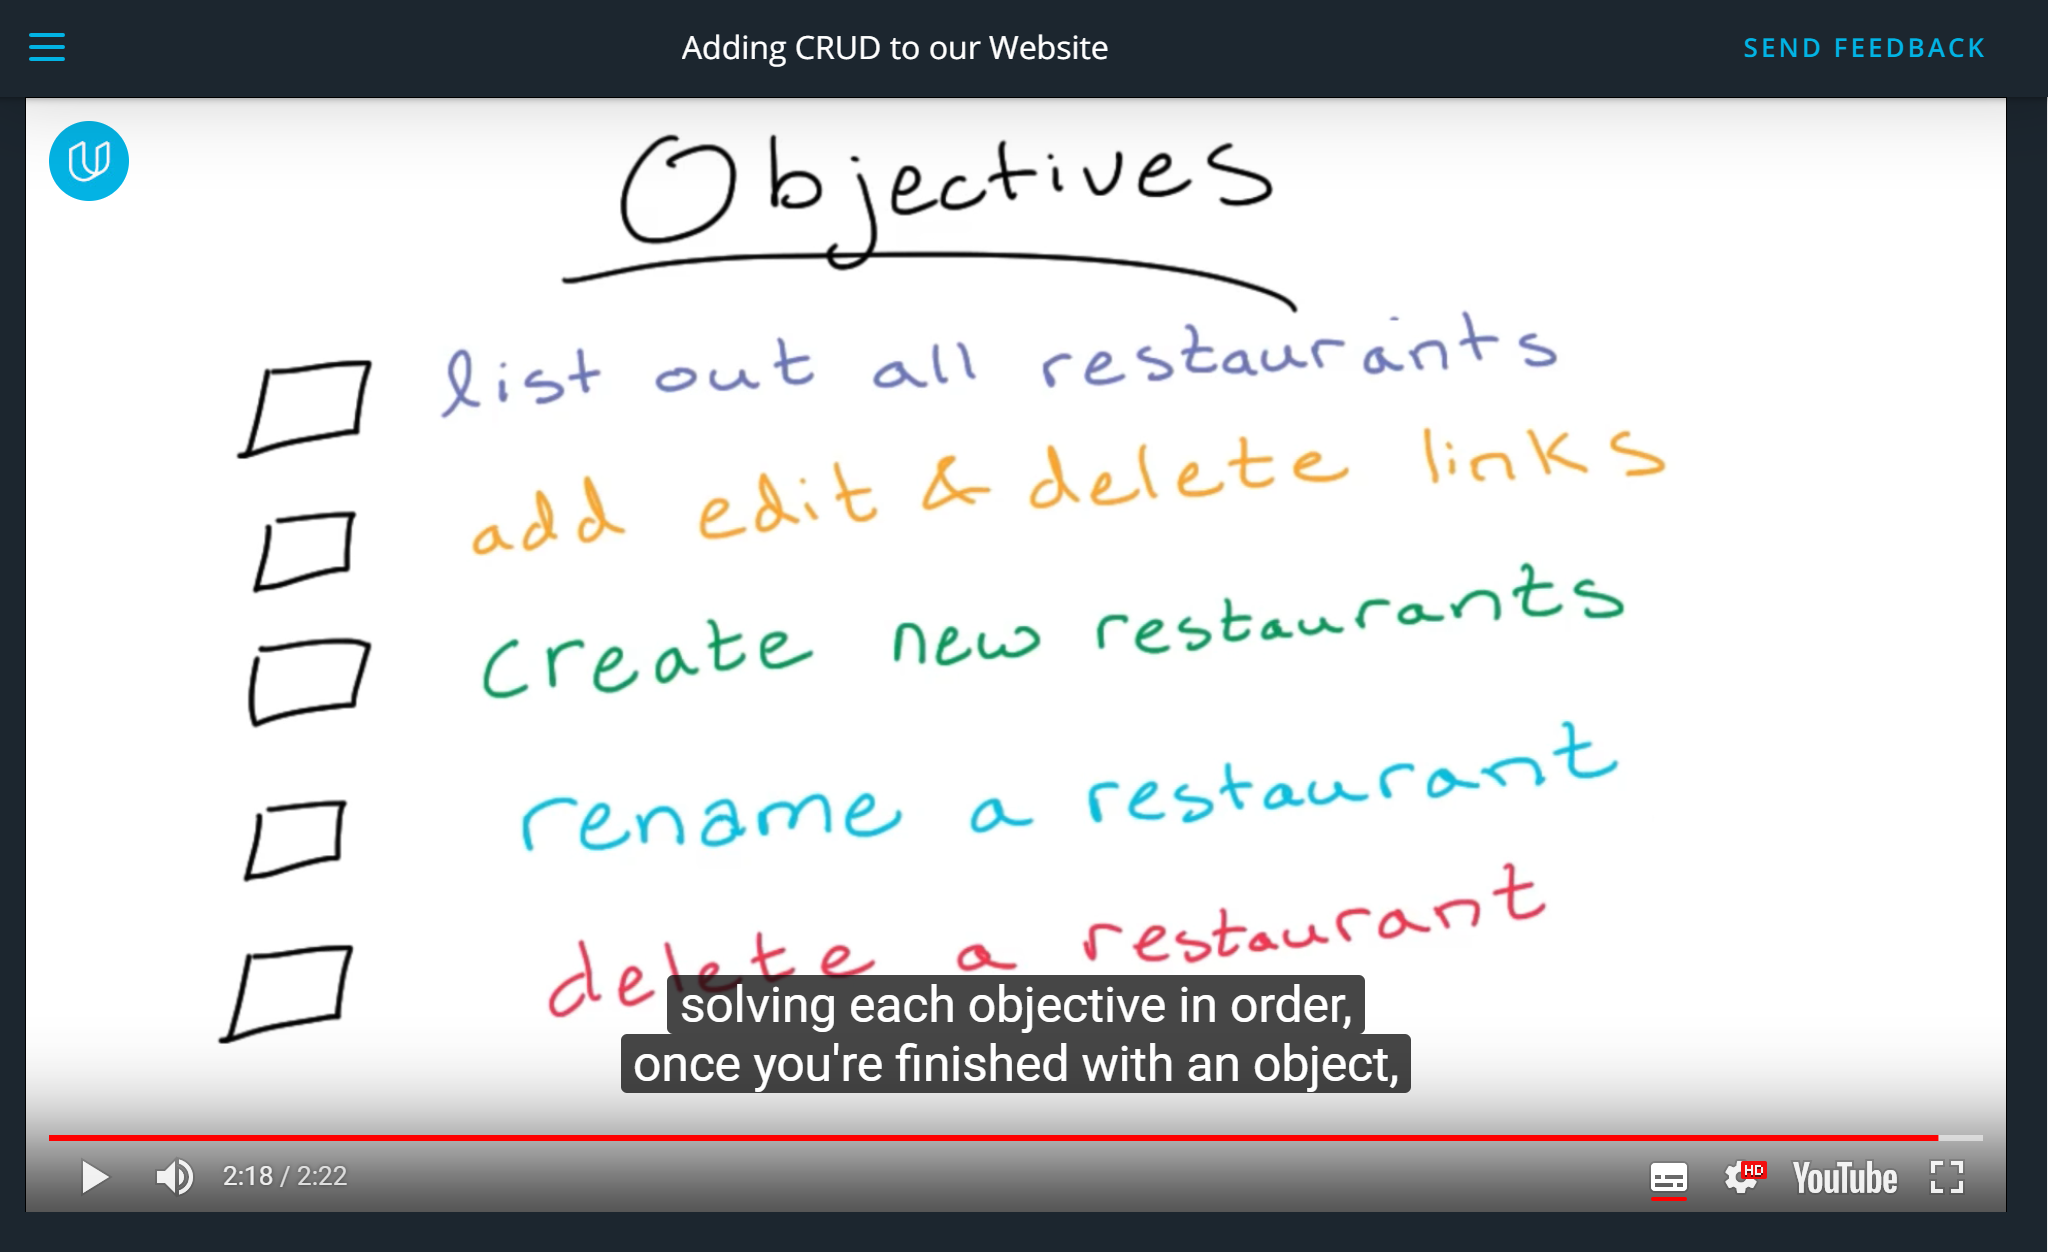 Adding CRUD to our Website
SEND FEEDBACK
Objectives
list out all restaurants
add edit & delete links
Create new restaurants
rename a restaurant
delete a restaurant
solving each objective in order,
once you're finished with an object,
2:18 / 2:22
HD
YouTube